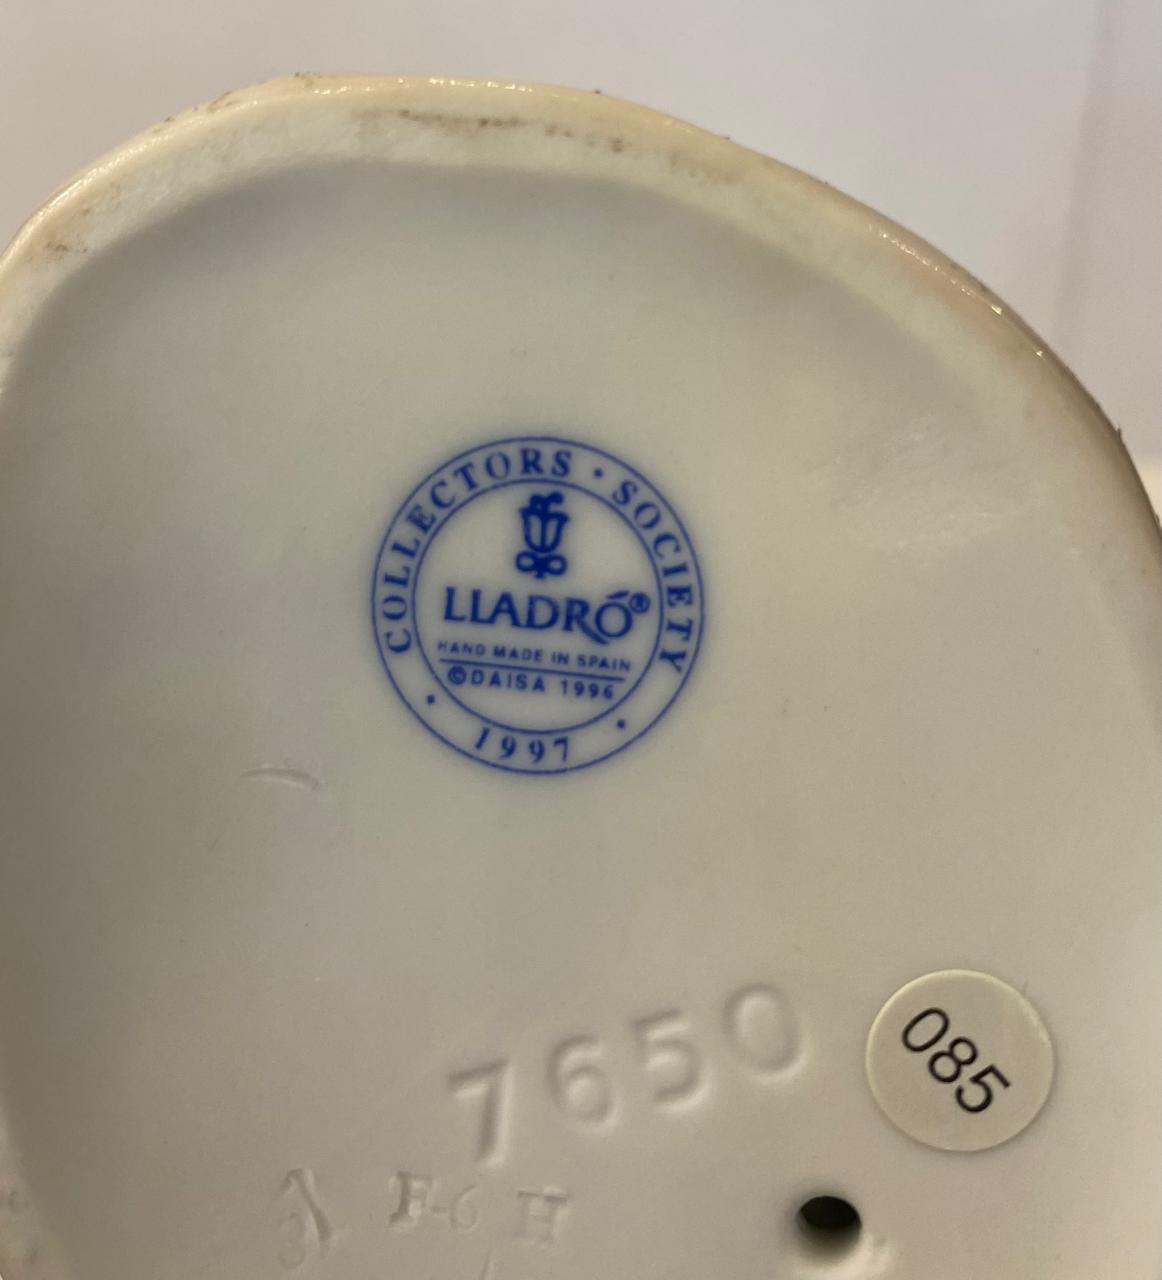 COLLECTORS · SOCIETY
LLADRÓ®
HAND MADE IN SPAIN
©DAISA 1996
· 1997 ·
7650
085
F-6 H